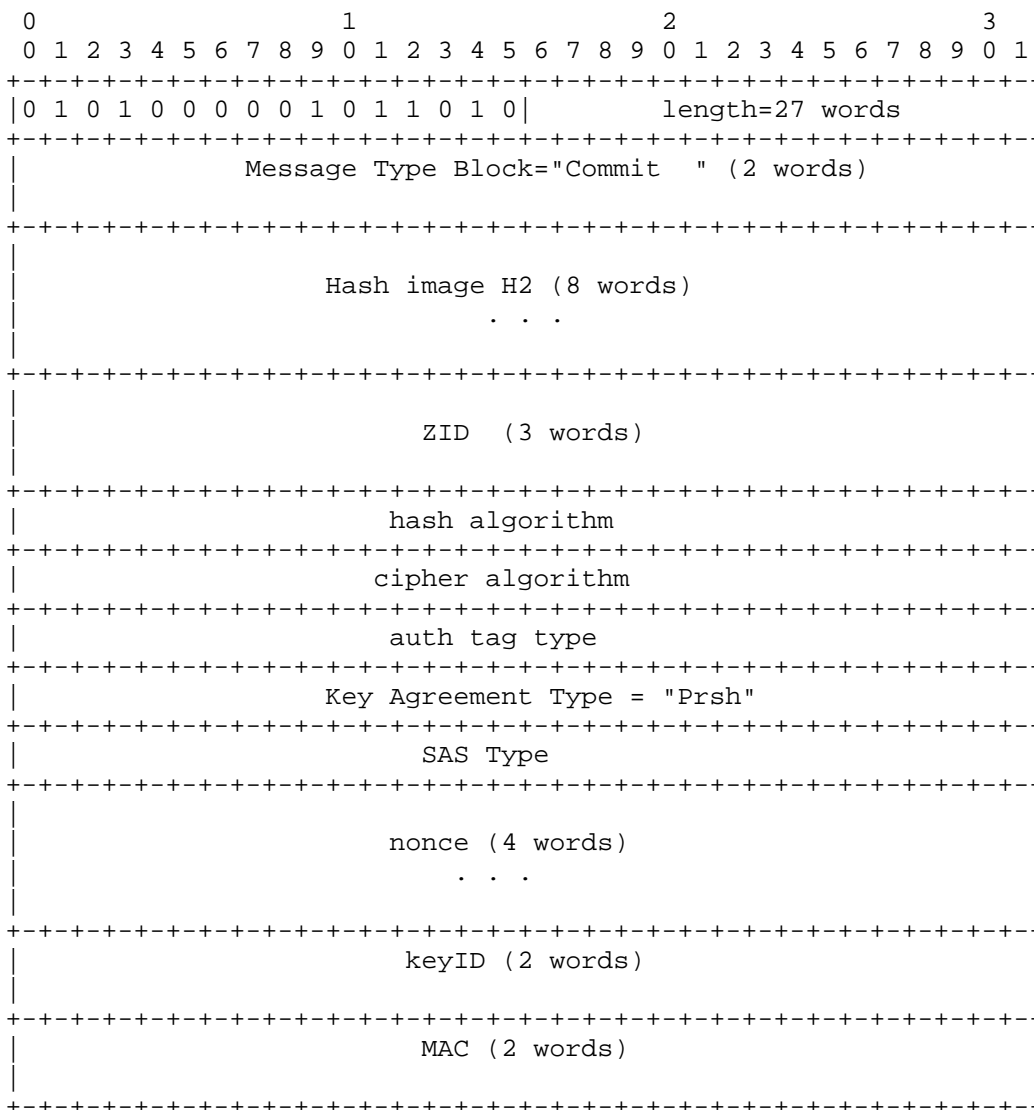 0 1 2 3
0 1 2 3 4 5 6 7 8 9 0 1 2 3 4 5 6 7 8 9 0 1 2 3 4 5 6 7 8 9 0 1
+-+-+-+-+-+-+-+-+-+-+-+-+-+-+-+-+-+-+-+-+-+-+-+-+-+-+-+-+-+-+-+-
|0 1 0 1 0 0 0 0 0 1 0 1 1 0 1 0| length=27 words
+-+-+-+-+-+-+-+-+-+-+-+-+-+-+-+-+-+-+-+-+-+-+-+-+-+-+-+-+-+-+-+-
| Message Type Block="Commit  " (2 words)
|
+-+-+-+-+-+-+-+-+-+-+-+-+-+-+-+-+-+-+-+-+-+-+-+-+-+-+-+-+-+-+-+-
|
| Hash image H2 (8 words)
| . . .
|
+-+-+-+-+-+-+-+-+-+-+-+-+-+-+-+-+-+-+-+-+-+-+-+-+-+-+-+-+-+-+-+-
|
| ZID  (3 words)
|
+-+-+-+-+-+-+-+-+-+-+-+-+-+-+-+-+-+-+-+-+-+-+-+-+-+-+-+-+-+-+-+-
| hash algorithm
+-+-+-+-+-+-+-+-+-+-+-+-+-+-+-+-+-+-+-+-+-+-+-+-+-+-+-+-+-+-+-+-
| cipher algorithm
+-+-+-+-+-+-+-+-+-+-+-+-+-+-+-+-+-+-+-+-+-+-+-+-+-+-+-+-+-+-+-+-
| auth tag type
+-+-+-+-+-+-+-+-+-+-+-+-+-+-+-+-+-+-+-+-+-+-+-+-+-+-+-+-+-+-+-+-
| Key Agreement Type = "Prsh"
+-+-+-+-+-+-+-+-+-+-+-+-+-+-+-+-+-+-+-+-+-+-+-+-+-+-+-+-+-+-+-+-
| SAS Type
+-+-+-+-+-+-+-+-+-+-+-+-+-+-+-+-+-+-+-+-+-+-+-+-+-+-+-+-+-+-+-+-
|
| nonce (4 words)
| . . .
|
+-+-+-+-+-+-+-+-+-+-+-+-+-+-+-+-+-+-+-+-+-+-+-+-+-+-+-+-+-+-+-+-
| keyID (2 words)
|
+-+-+-+-+-+-+-+-+-+-+-+-+-+-+-+-+-+-+-+-+-+-+-+-+-+-+-+-+-+-+-+-
| MAC (2 words)
|
+-+-+-+-+-+-+-+-+-+-+-+-+-+-+-+-+-+-+-+-+-+-+-+-+-+-+-+-+-+-+-+-